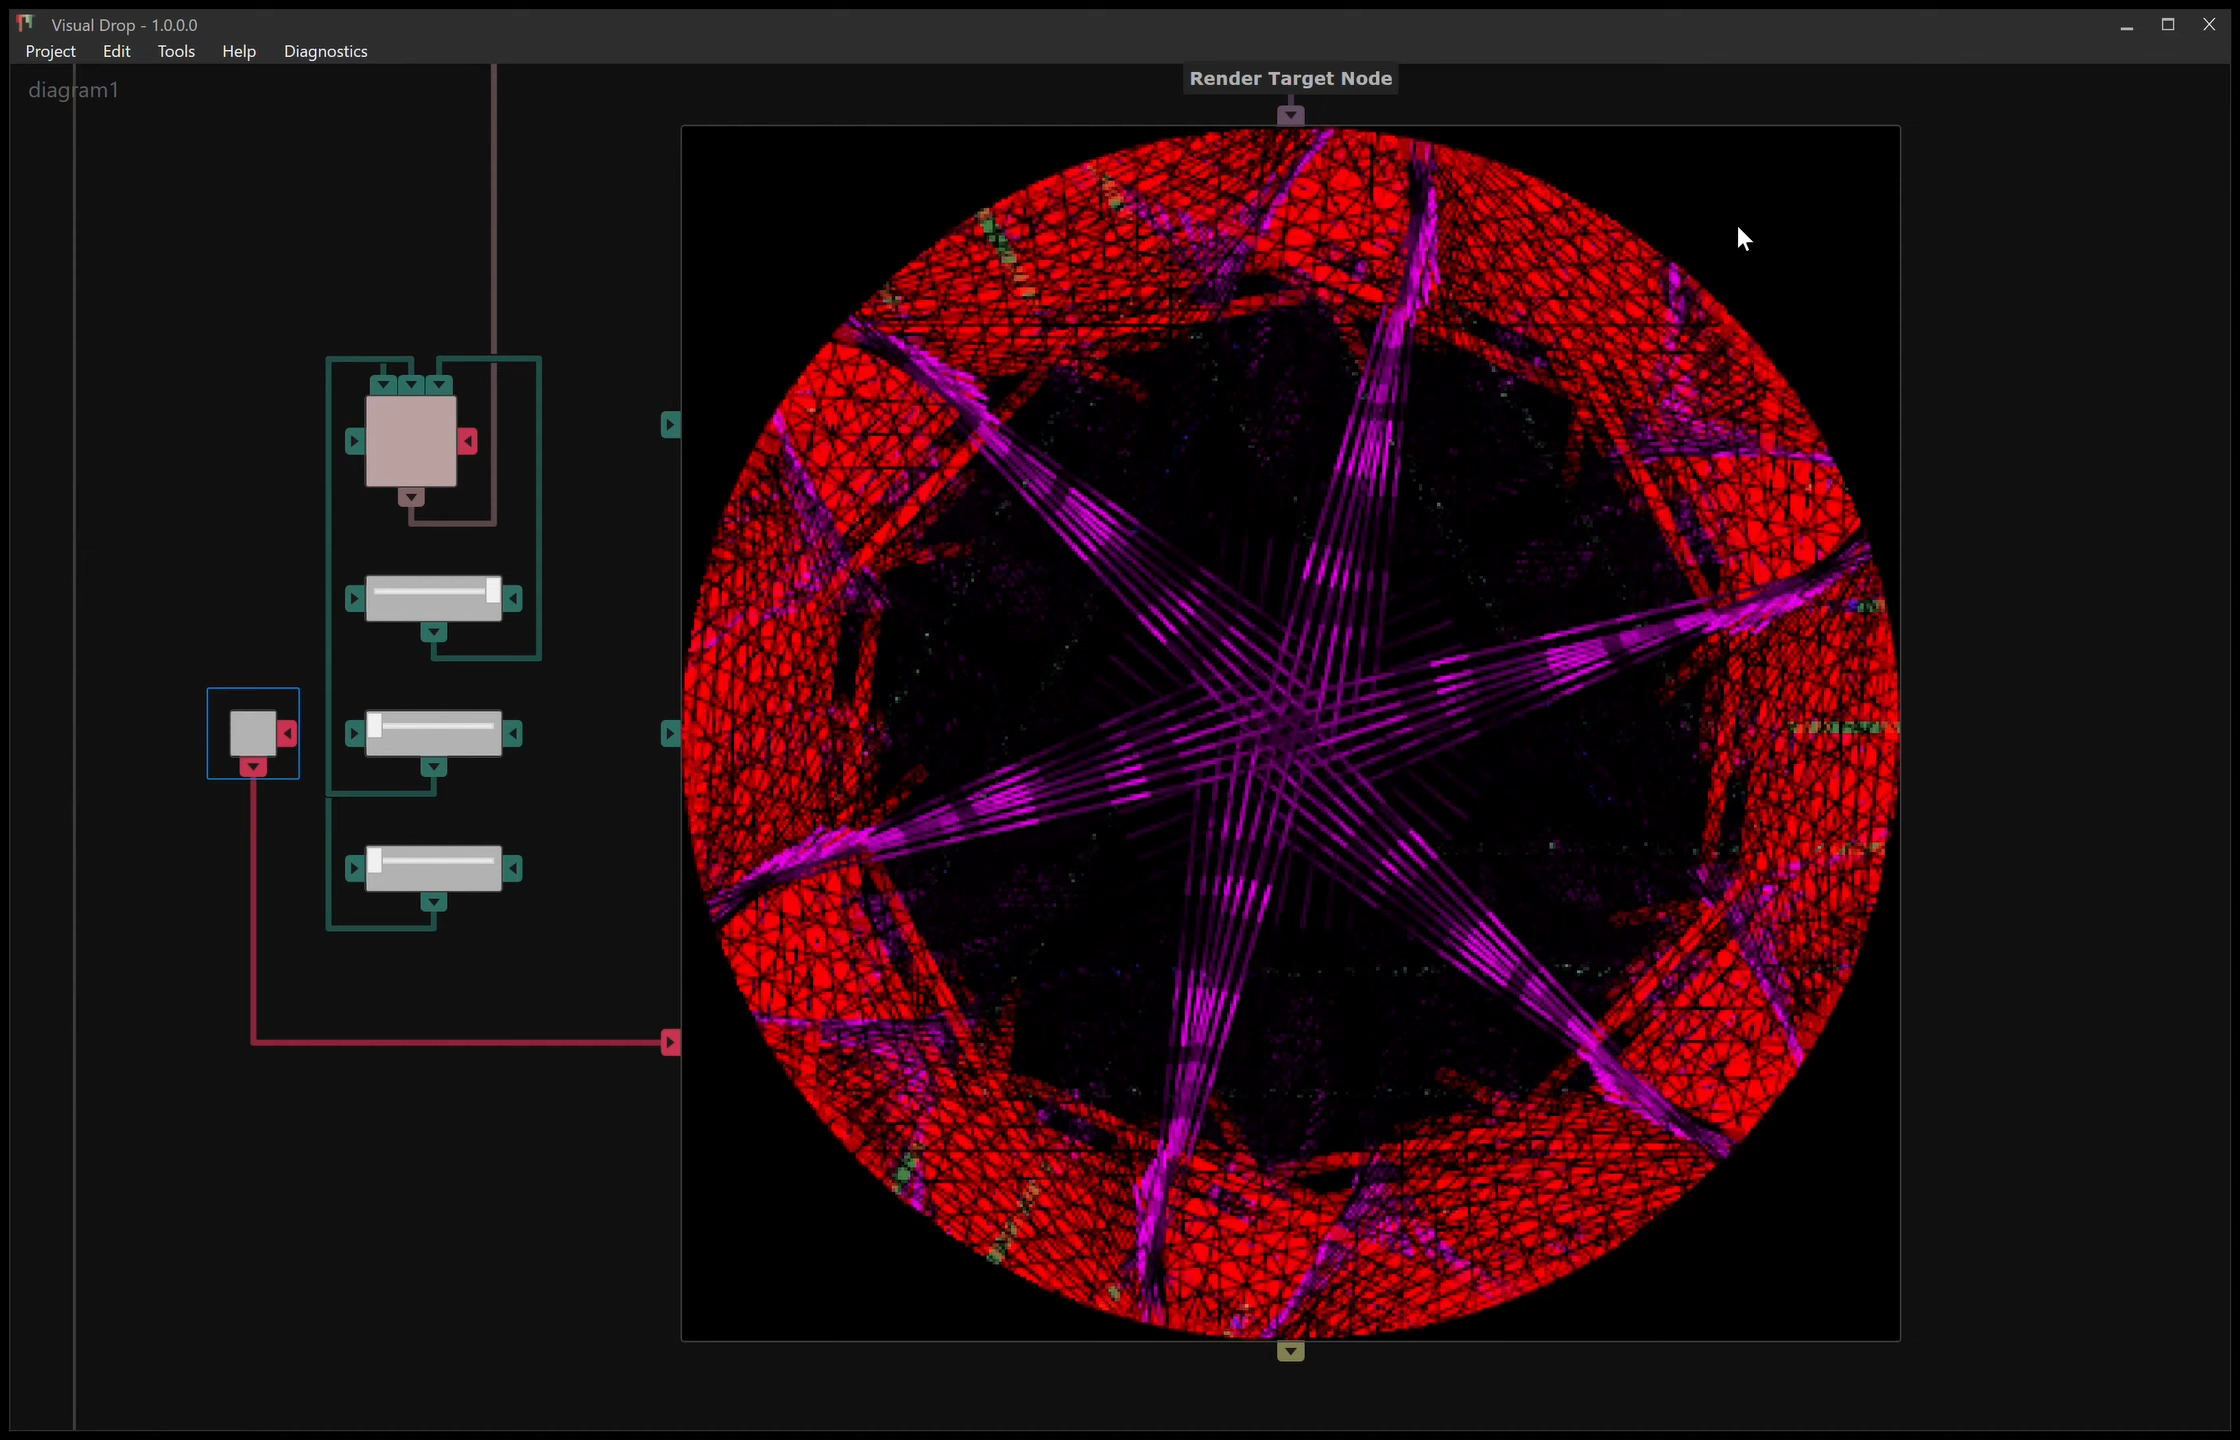 Visual Drop - 1.0.0.0
Project Edit Tools Help Diagnostics
diagram1
Render Target Node